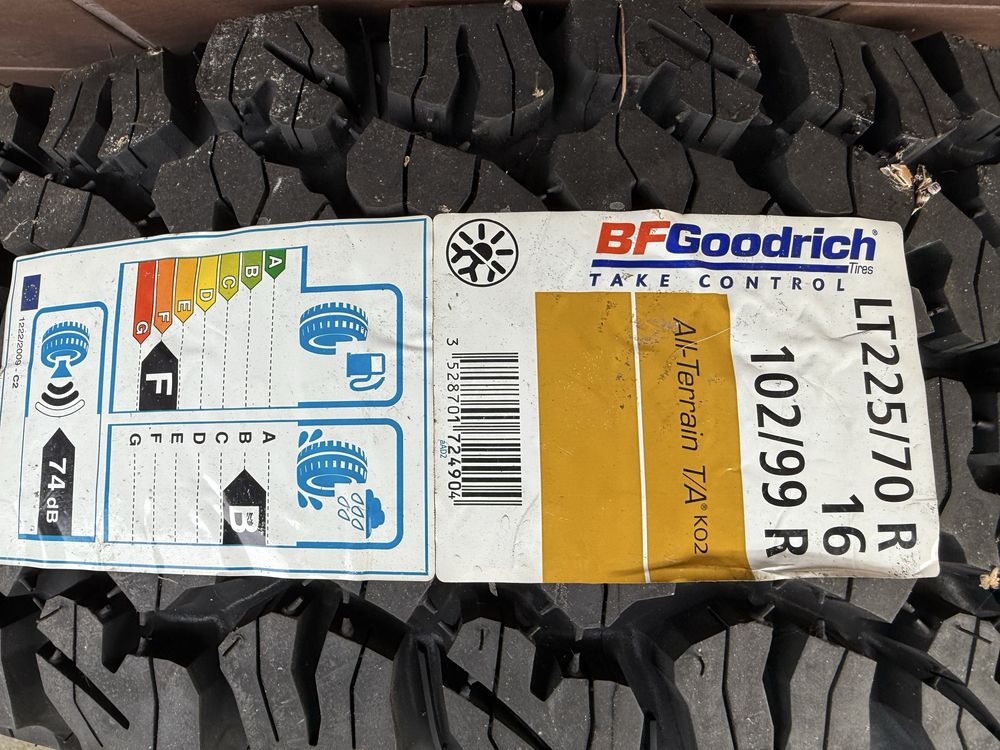 BFGoodrich®
Tires
TAKE CONTROL
LT225/70 R
16
102/99 R
All-Terrain T/A® KO2
3 528701 724904
aAD2
A
B
C
D
E
F
G
F
A
B
C
D
E
F
G
B
74 dB
1222/2009 - C2